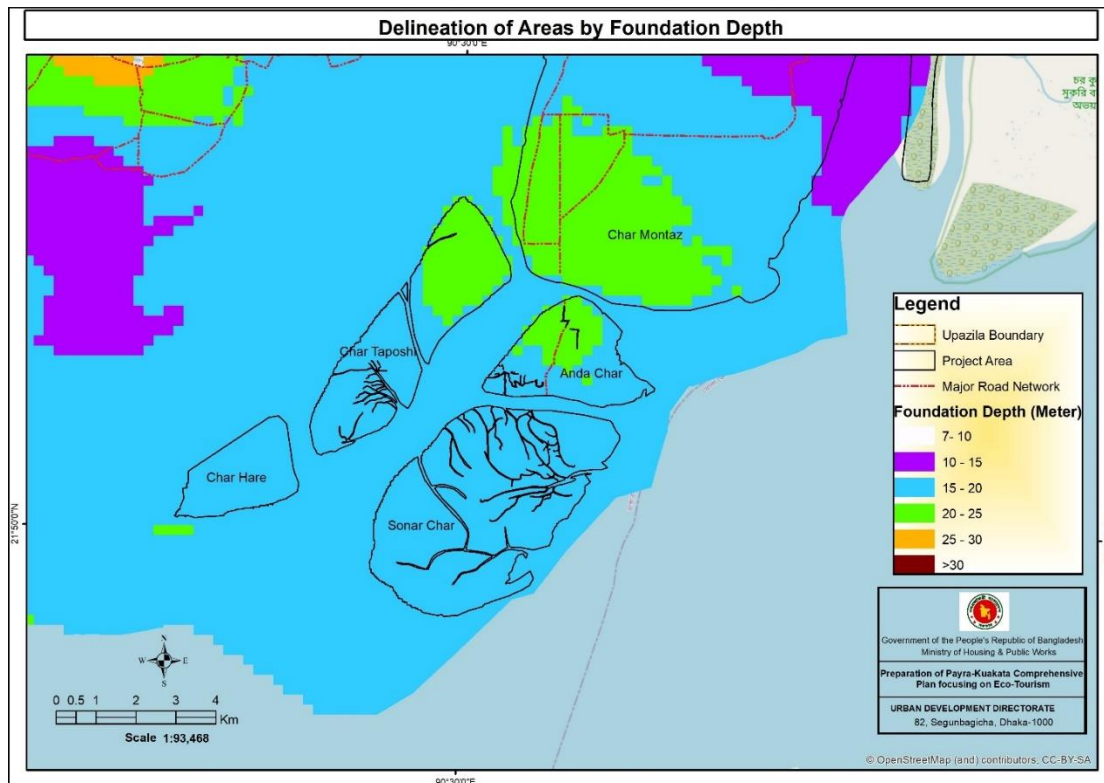 Delineation of Areas by Foundation Depth
90°30'0"E
চর কু
মুকরি ব
অভয়
Char Montaz
Char Taposhi
Anda Char
Char Hare
Sonar Char
21°50'0"N
Legend
Upazila Boundary
Project Area
Major Road Network
Foundation Depth (Meter)
7- 10
10 - 15
15 - 20
20 - 25
25 - 30
>30
N
W E
S
0 0.5 1 2 3 4
Km
Scale 1:93,468
Government of the People's Republic of Bangladesh
Ministry of Housing & Public Works
Preparation of Payra-Kuakata Comprehensive
Plan focusing on Eco-Tourism
URBAN DEVELOPMENT DIRECTORATE
82, Segunbagicha, Dhaka-1000
© OpenStreetMap (and) contributors, CC-BY-SA
90°30'0"E